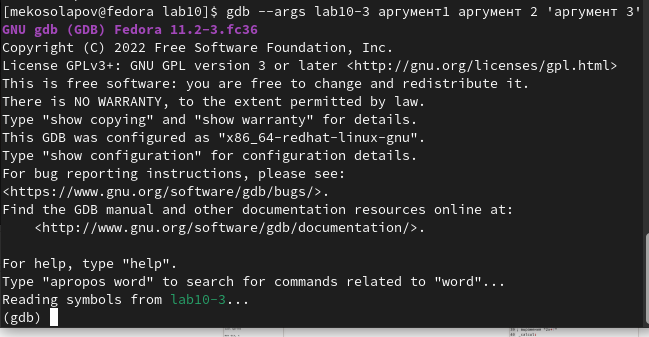 [mekosolapov@fedora lab10]$ gdb --args lab10-3 аргумент1 аргумент 2 'аргумент 3'
GNU gdb (GDB) Fedora 11.2-3.fc36
Copyright (C) 2022 Free Software Foundation, Inc.
License GPLv3+: GNU GPL version 3 or later <http://gnu.org/licenses/gpl.html>
This is free software: you are free to change and redistribute it.
There is NO WARRANTY, to the extent permitted by law.
Type "show copying" and "show warranty" for details.
This GDB was configured as "x86_64-redhat-linux-gnu".
Type "show configuration" for configuration details.
For bug reporting instructions, please see:
<https://www.gnu.org/software/gdb/bugs/>.
Find the GDB manual and other documentation resources online at:
    <http://www.gnu.org/software/gdb/documentation/>.
For help, type "help".
Type "apropos word" to search for commands related to "word"...
Reading symbols from lab10-3...
(gdb)